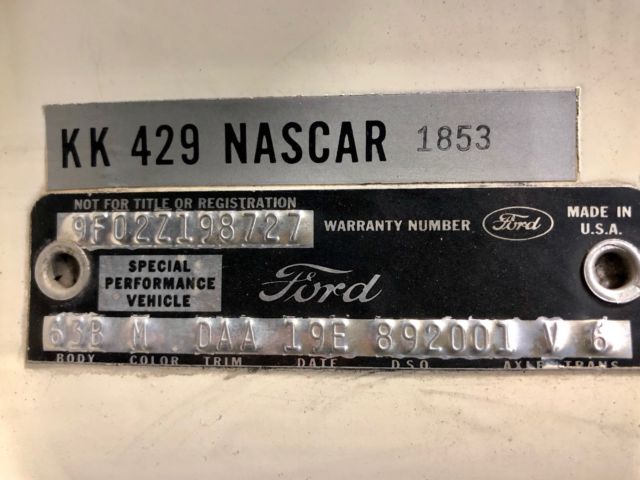 KK 429 NASCAR 1853
NOT FOR TITLE OR REGISTRATION
9F02Z198727 WARRANTY NUMBER Ford MADE IN U.S.A.
SPECIAL PERFORMANCE VEHICLE
Ford
63B M DAA 19E 892001 V 6
BODY COLOR TRIM DATE D.S.O. AXLE TRANS